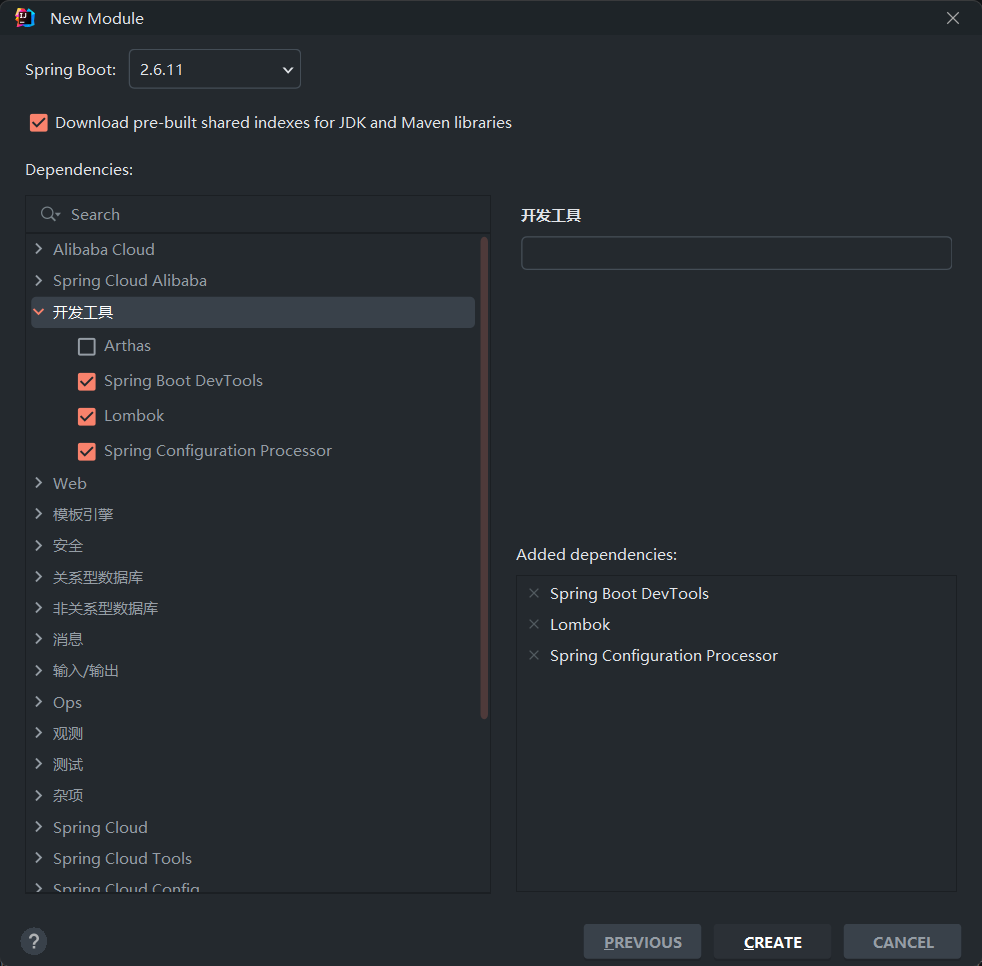 New Module
Spring Boot: 2.6.11
Download pre-built shared indexes for JDK and Maven libraries
Dependencies:
Search
Alibaba Cloud
Spring Cloud Alibaba
开发工具
Arthas
Spring Boot DevTools
Lombok
Spring Configuration Processor
Web
模板引擎
安全
关系型数据库
非关系型数据库
消息
输入/输出
Ops
观测
测试
杂项
Spring Cloud
Spring Cloud Tools
Spring Cloud Config
开发工具
Added dependencies:
Spring Boot DevTools
Lombok
Spring Configuration Processor
?
PREVIOUS CREATE CANCEL